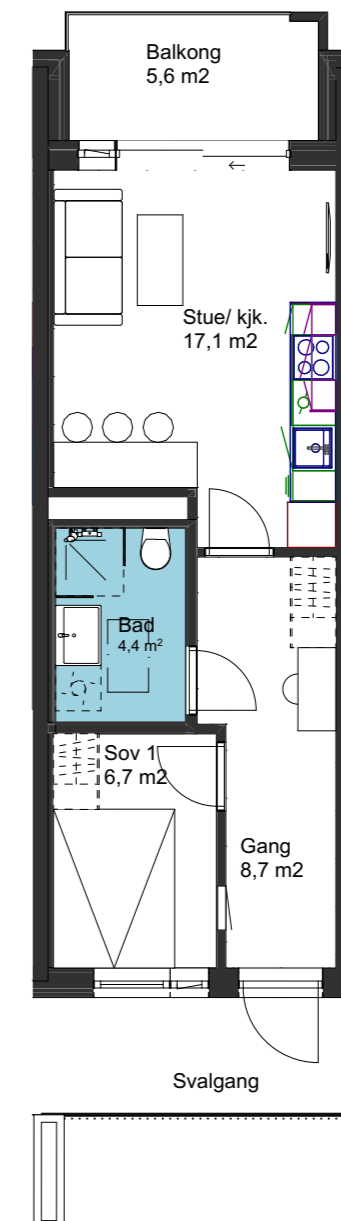 Balkong
5,6 m2
Stue/ kjk.
17,1 m2
Bad
4,4 m²
Sov 1
6,7 m2
Gang
8,7 m2
Svalgang